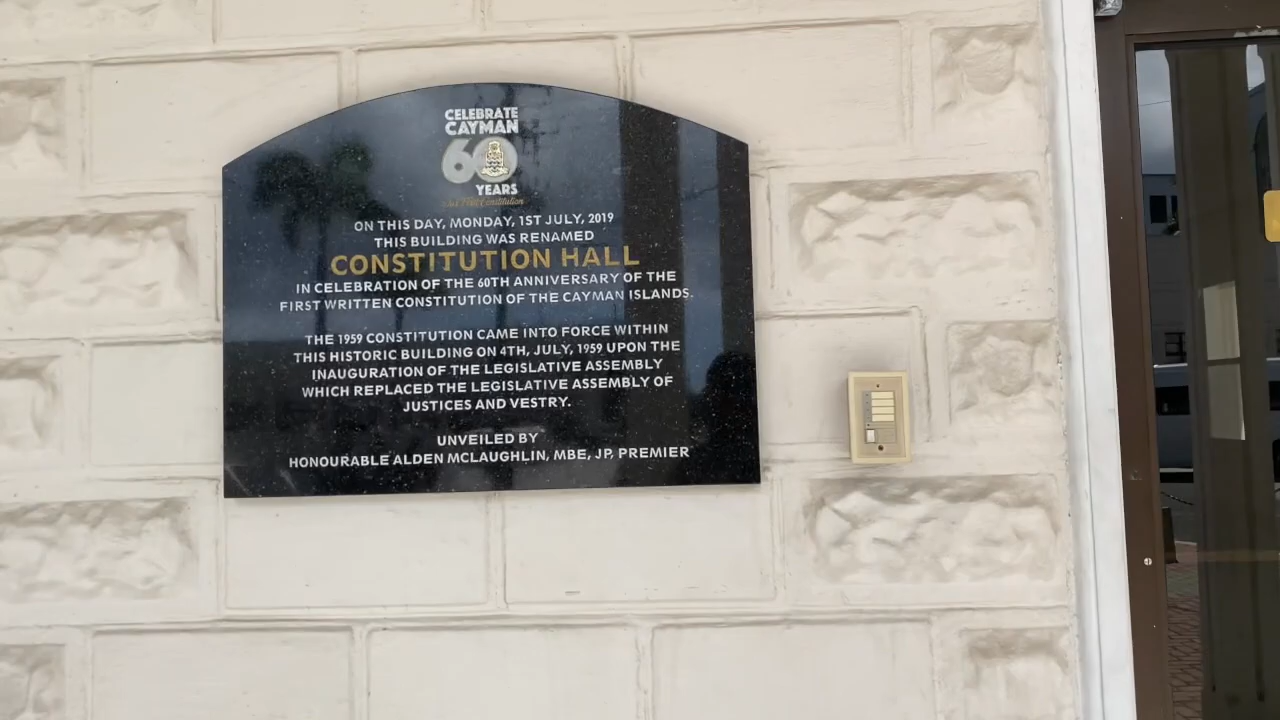 CELEBRATE
CAYMAN
60
YEARS
Our First Constitution
ON THIS DAY, MONDAY, 1ST JULY, 2019
THIS BUILDING WAS RENAMED
CONSTITUTION HALL
IN CELEBRATION OF THE 60TH ANNIVERSARY OF THE
FIRST WRITTEN CONSTITUTION OF THE CAYMAN ISLANDS.
THE 1959 CONSTITUTION CAME INTO FORCE WITHIN
THIS HISTORIC BUILDING ON 4TH, JULY, 1959 UPON THE
INAUGURATION OF THE LEGISLATIVE ASSEMBLY
WHICH REPLACED THE LEGISLATIVE ASSEMBLY OF
JUSTICES AND VESTRY.
UNVEILED BY
HONOURABLE ALDEN MCLAUGHLIN, MBE, JP, PREMIER